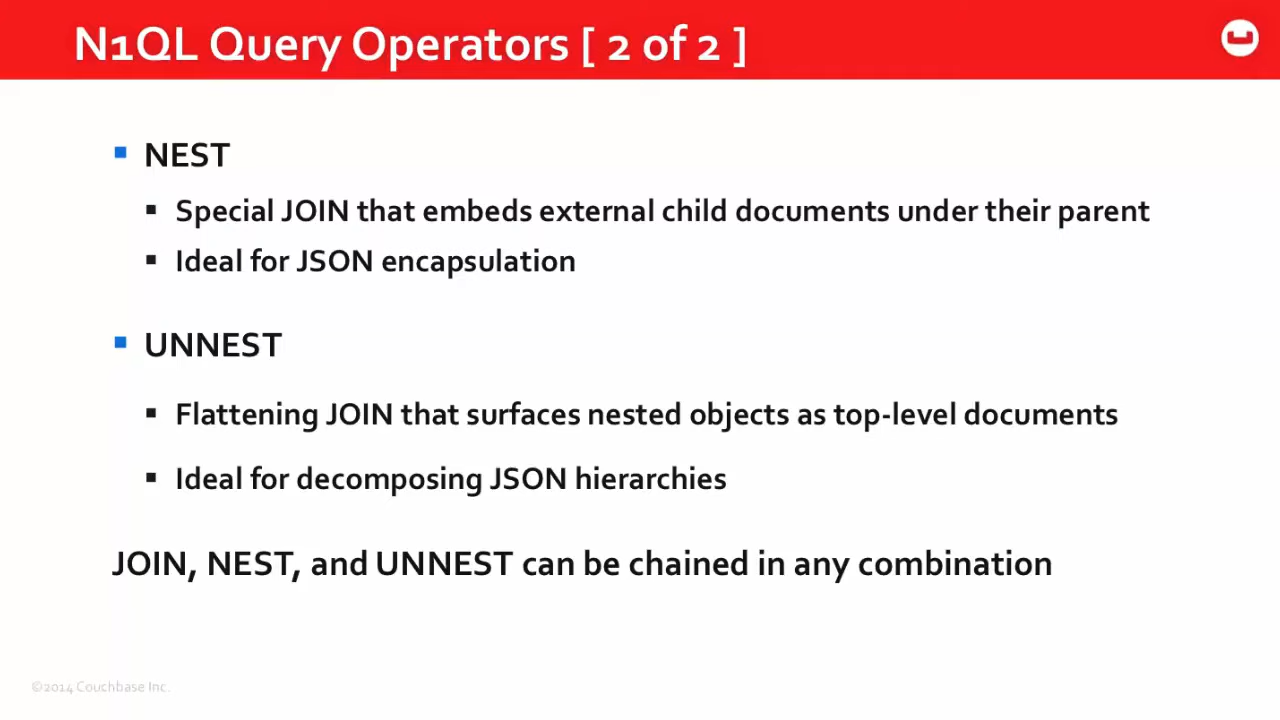 N1QL Query Operators [ 2 of 2 ]
NEST
Special JOIN that embeds external child documents under their parent
Ideal for JSON encapsulation
UNNEST
Flattening JOIN that surfaces nested objects as top-level documents
Ideal for decomposing JSON hierarchies
JOIN, NEST, and UNNEST can be chained in any combination
©2014 Couchbase Inc.